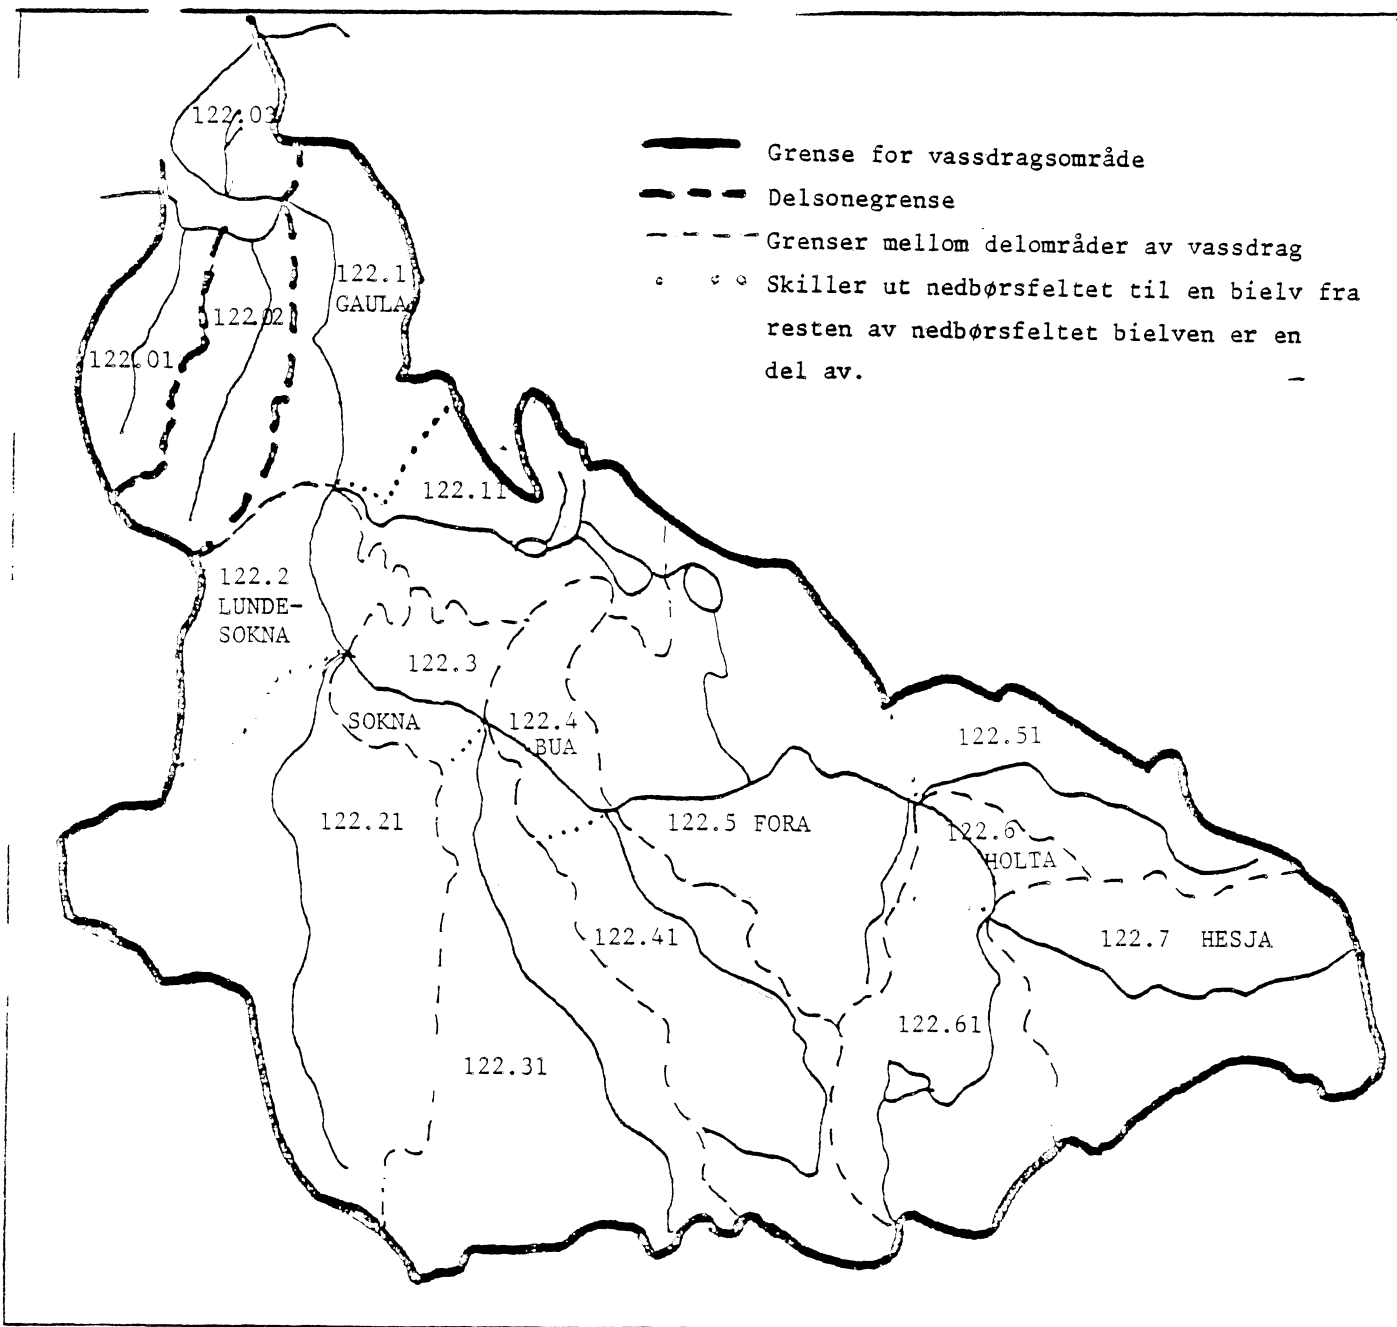 122.03
Grense for vassdragsområde
Delsonegrense
Grenser mellom delområder av vassdrag
Skiller ut nedbørsfeltet til en bielv fra
resten av nedbørsfeltet bielven er en
del av.
122.1
GAULA
122.02
122.01
122.11
122.2
LUNDE-
SOKNA
122.3
SOKNA
122.4
BUA
122.51
122.21
122.5 FORA
122.6
HOLTA
122.41
122.7 HESJA
122.61
122.31